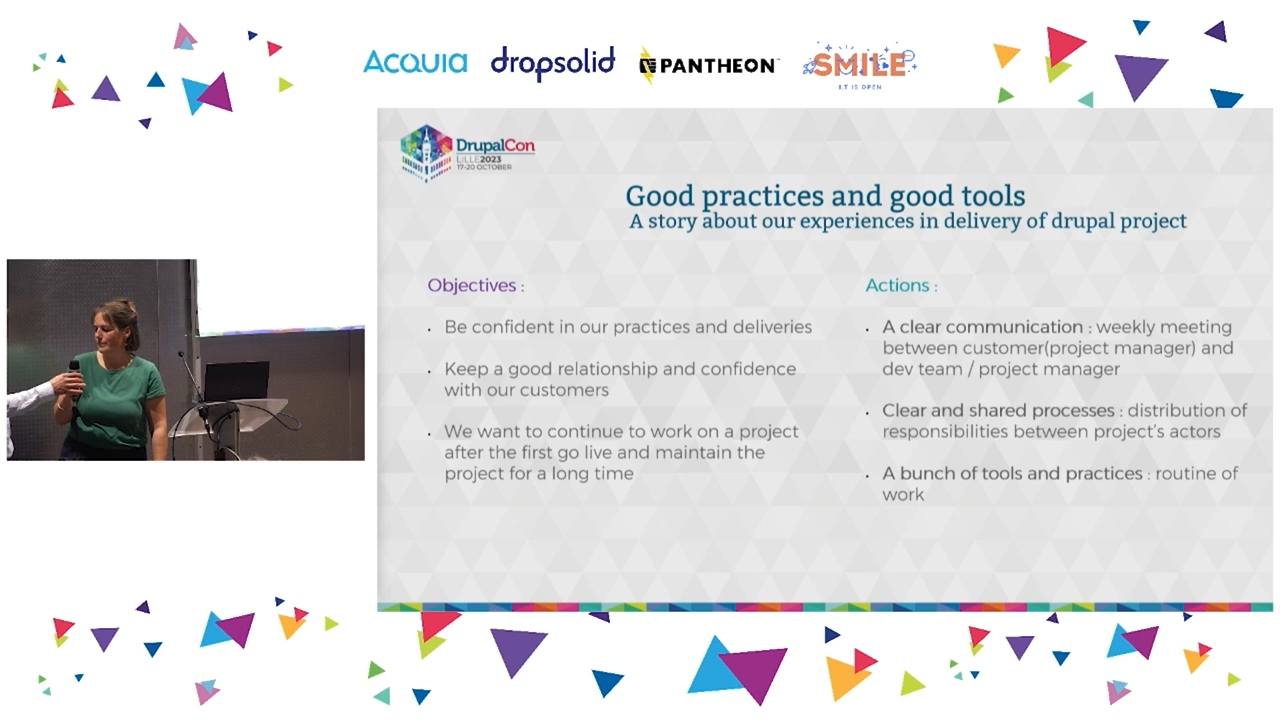 ACQUIA
dropsolid
PANTHEON
SMILE
I.T IS OPEN
DrupalCon
LILLE2023
17-20 OCTOBER
Good practices and good tools
A story about our experiences in delivery of drupal project
Objectives :
• Be confident in our practices and deliveries
• Keep a good relationship and confidence
with our customers
• We want to continue to work on a project
after the first go live and maintain the
project for a long time
Actions :
• A clear communication : weekly meeting
between customer(project manager) and
dev team / project manager
• Clear and shared processes : distribution of
responsibilities between project's actors
• A bunch of tools and practices : routine of
work